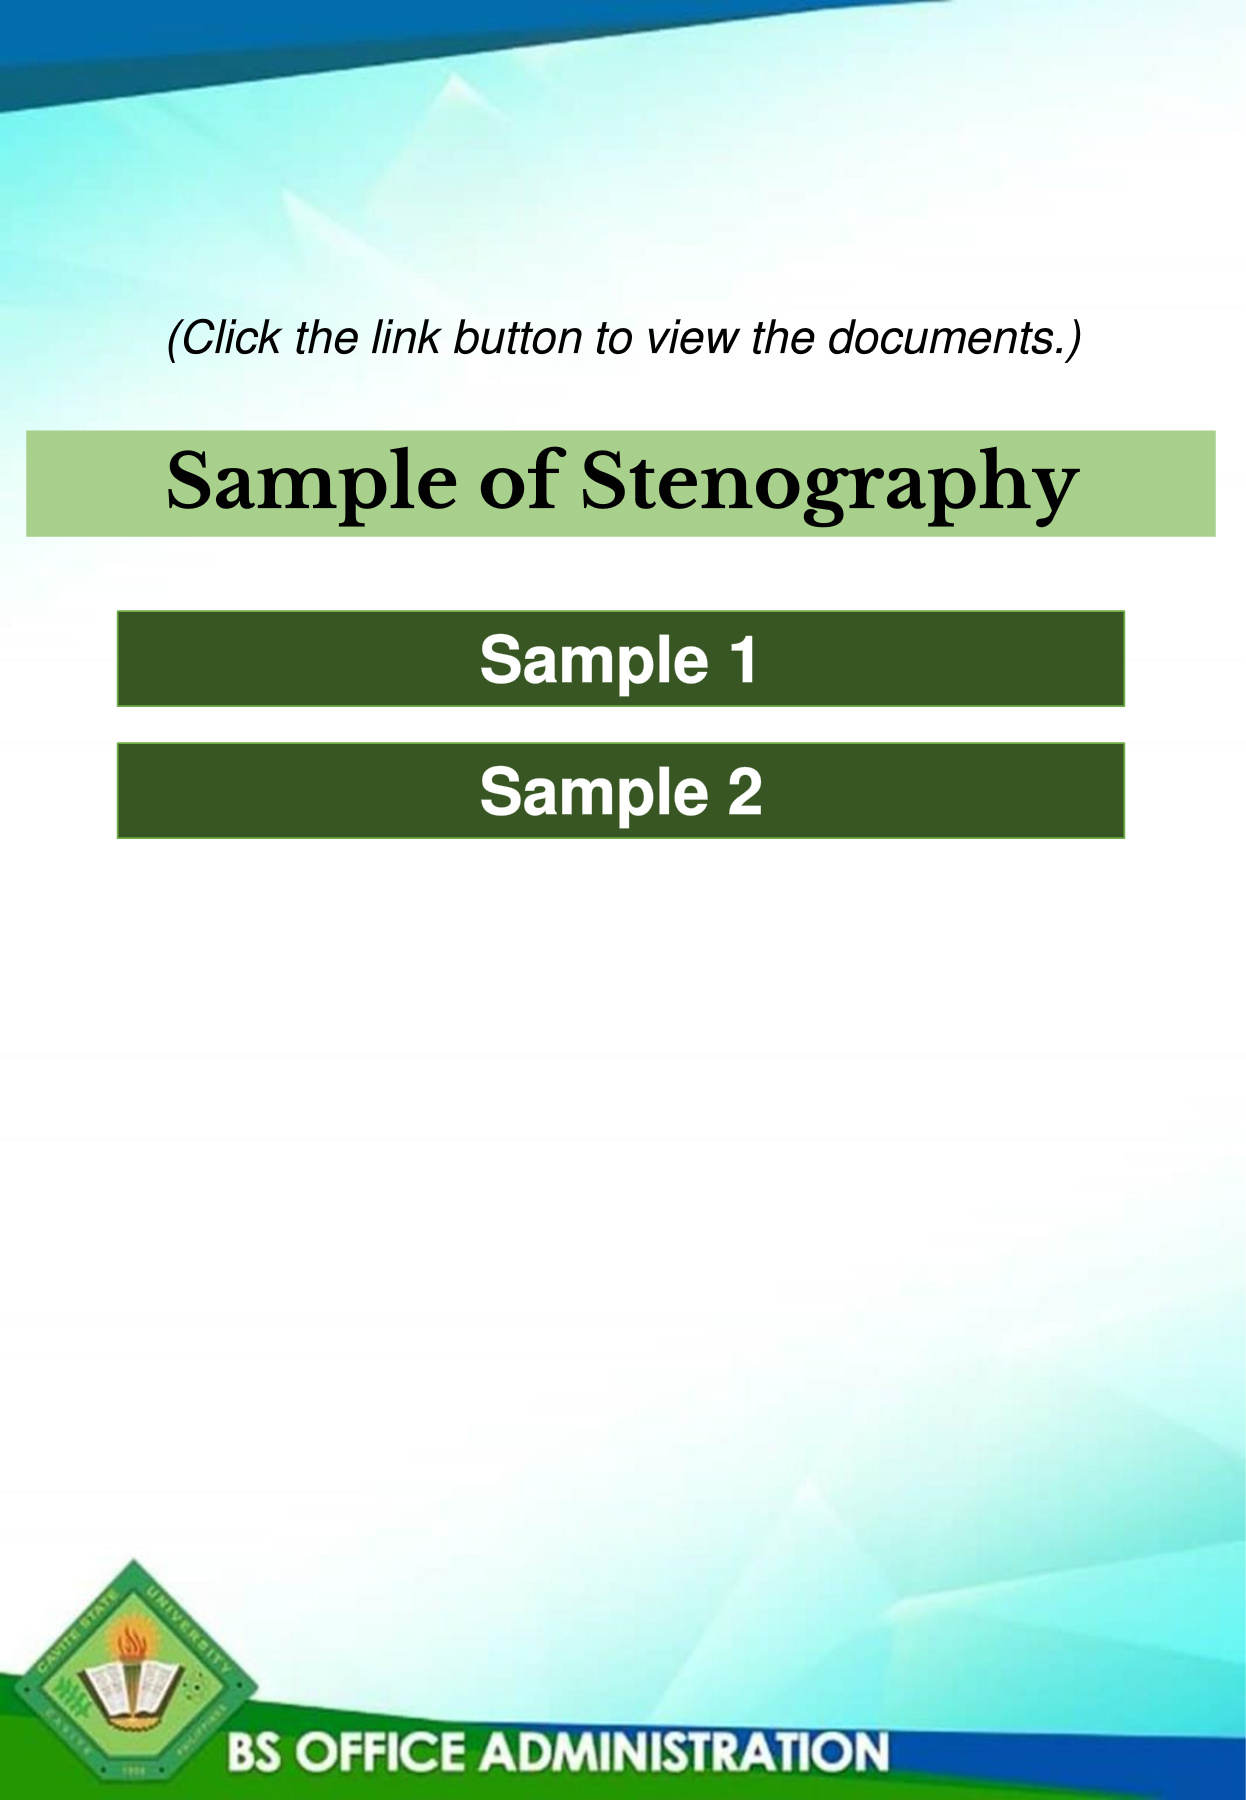 (Click the link button to view the documents.)
Sample of Stenography
Sample 1
Sample 2
CAVITE STATE UNIVERSITY
CAVITE PHILIPPINES
BS OFFICE ADMINISTRATION